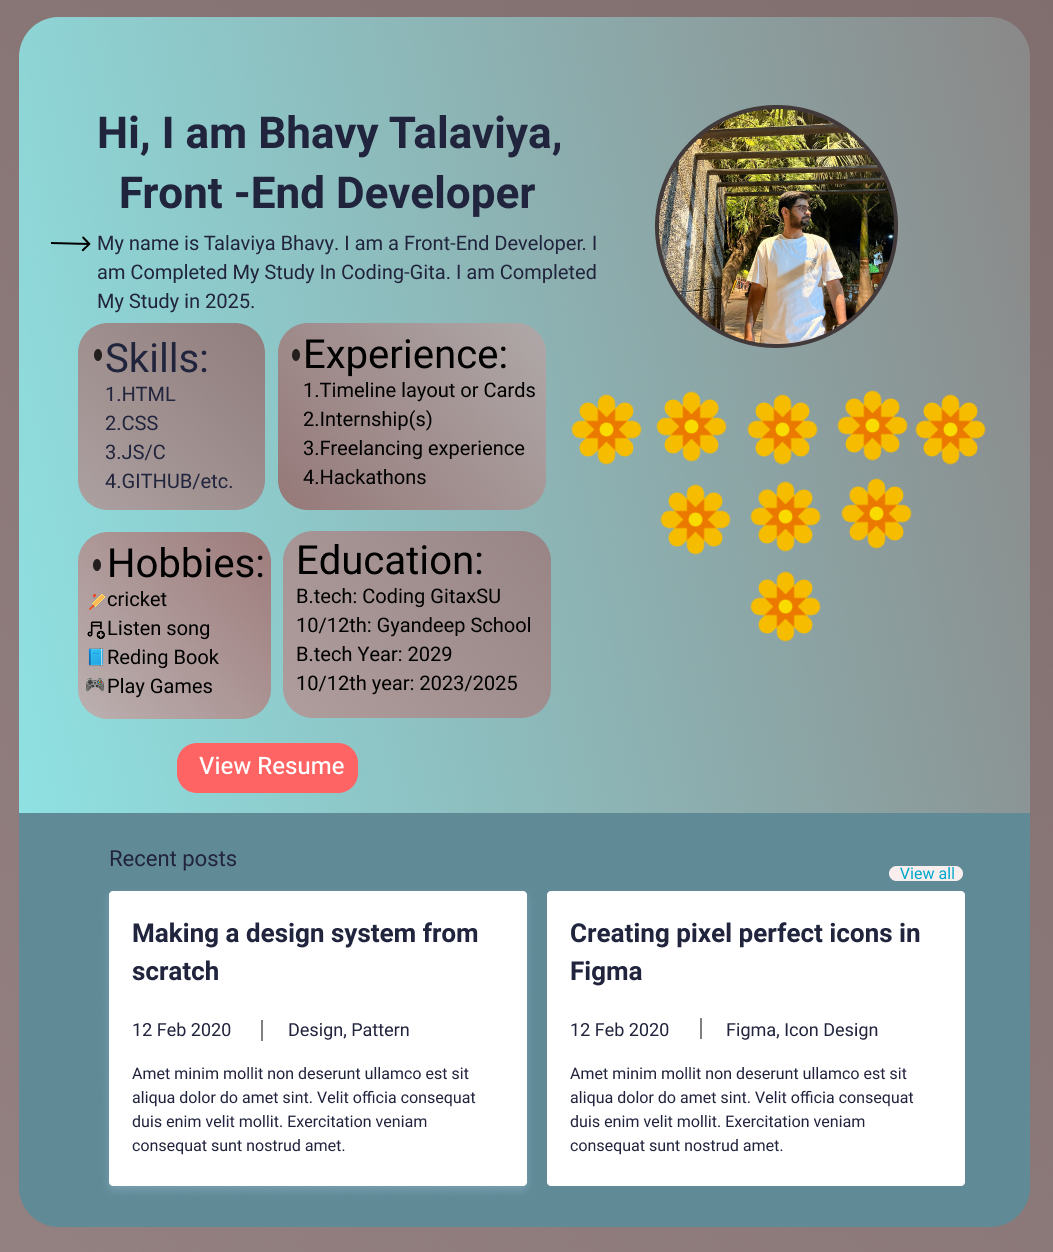 Hi, I am Bhavy Talaviya,
Front -End Developer
My name is Talaviya Bhavy. I am a Front-End Developer. I
am Completed My Study In Coding-Gita. I am Completed
My Study in 2025.
Skills:
1.HTML
2.CSS
3.JS/C
4.GITHUB/etc.
Experience:
1.Timeline layout or Cards
2.Internship(s)
3.Freelancing experience
4.Hackathons
Hobbies:
cricket
Listen song
Reding Book
Play Games
Education:
B.tech: Coding GitaxSU
10/12th: Gyandeep School
B.tech Year: 2029
10/12th year: 2023/2025
View Resume
Recent posts
View all
Making a design system from
scratch
12 Feb 2020 | Design, Pattern
Amet minim mollit non deserunt ullamco est sit
aliqua dolor do amet sint. Velit officia consequat
duis enim velit mollit. Exercitation veniam
consequat sunt nostrud amet.
Creating pixel perfect icons in
Figma
12 Feb 2020 | Figma, Icon Design
Amet minim mollit non deserunt ullamco est sit
aliqua dolor do amet sint. Velit officia consequat
duis enim velit mollit. Exercitation veniam
consequat sunt nostrud amet.